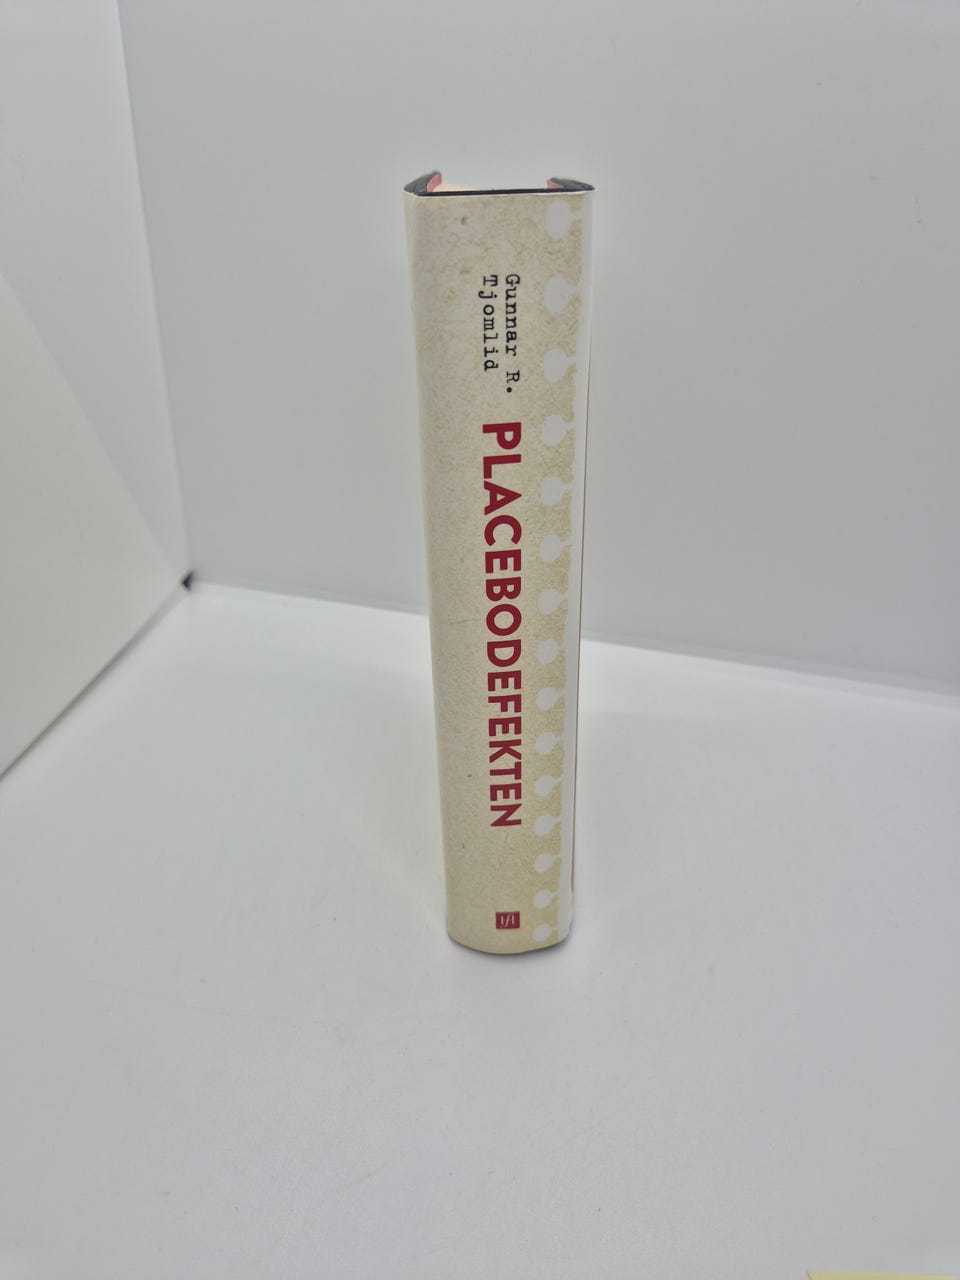 Gunnar R.
Tjomlid
PLACEBODEFEKTEN